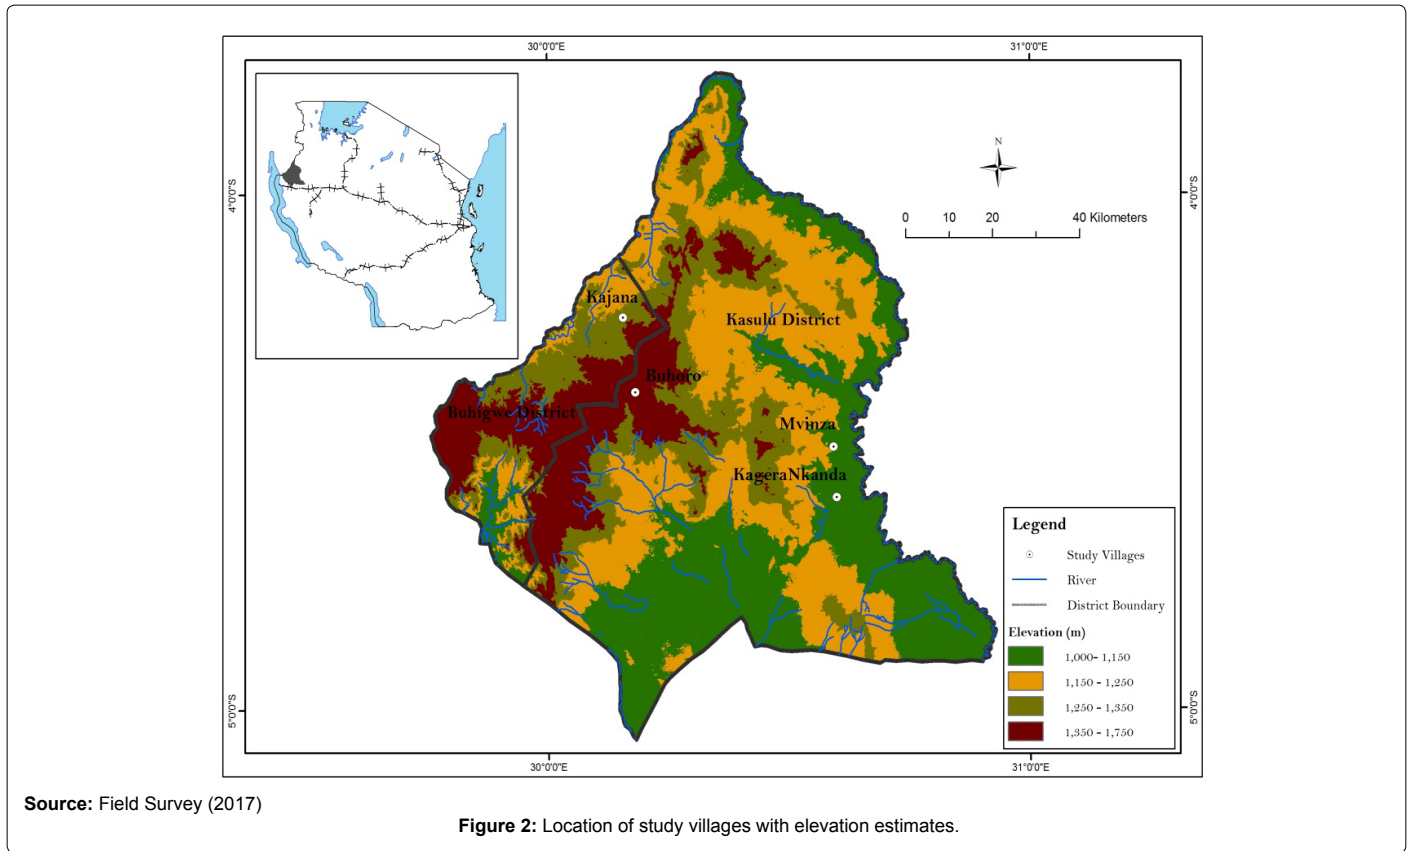 30°0'0"E
31°0'0"E
N
4°0'0"S
4°0'0"S
0 10 20 40 Kilometers
Kajana
Kasulu District
Buhoro
Buhigwe District
Mvinza
KageraNkanda
Legend
Study Villages
River
District Boundary
Elevation (m)
1,000- 1,150
1,150 - 1,250
1,250 - 1,350
1,350 - 1,750
5°0'0"S
5°0'0"S
30°0'0"E
31°0'0"E
Source: Field Survey (2017)
Figure 2: Location of study villages with elevation estimates.